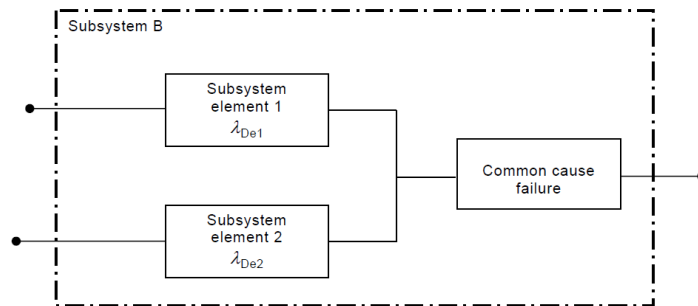 Subsystem B
Subsystem
element 1
λDe1
Subsystem
element 2
λDe2
Common cause
failure